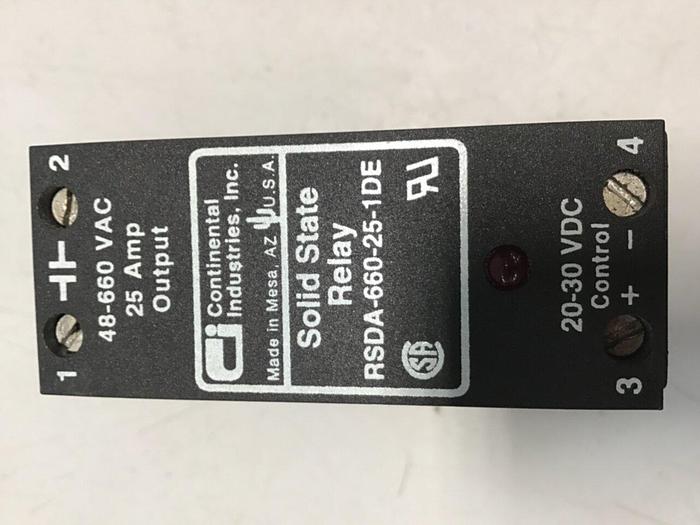 1 2
48-660 VAC
25 Amp
Output
Continental
Industries, Inc.
Made in Mesa, AZ U.S.A.
Solid State
Relay
RSDA-660-25-1DE
20-30 VDC
Control
+ −
3 4